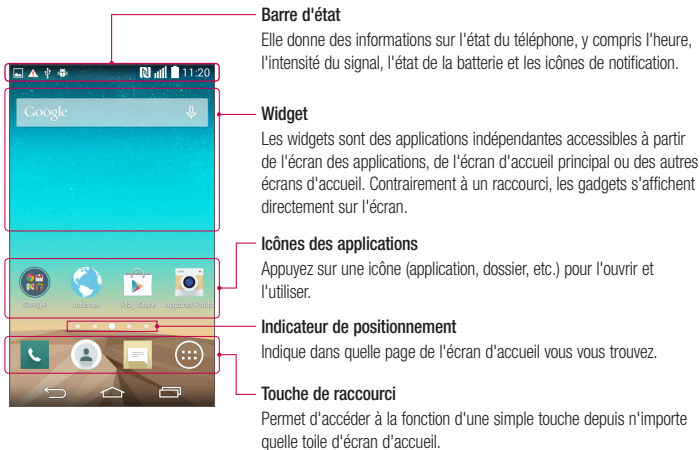 Barre d'état
Elle donne des informations sur l'état du téléphone, y compris l'heure,
l'intensité du signal, l'état de la batterie et les icônes de notification.
11:20
Google
Widget
Les widgets sont des applications indépendantes accessibles à partir
de l'écran des applications, de l'écran d'accueil principal ou des autres
écrans d'accueil. Contrairement à un raccourci, les gadgets s'affichent
directement sur l'écran.
Icônes des applications
Appuyez sur une icône (application, dossier, etc.) pour l'ouvrir et
l'utiliser.
Google Internet Play Store Appareil Photo
Indicateur de positionnement
Indique dans quelle page de l'écran d'accueil vous vous trouvez.
Touche de raccourci
Permet d'accéder à la fonction d'une simple touche depuis n'importe
quelle toile d'écran d'accueil.